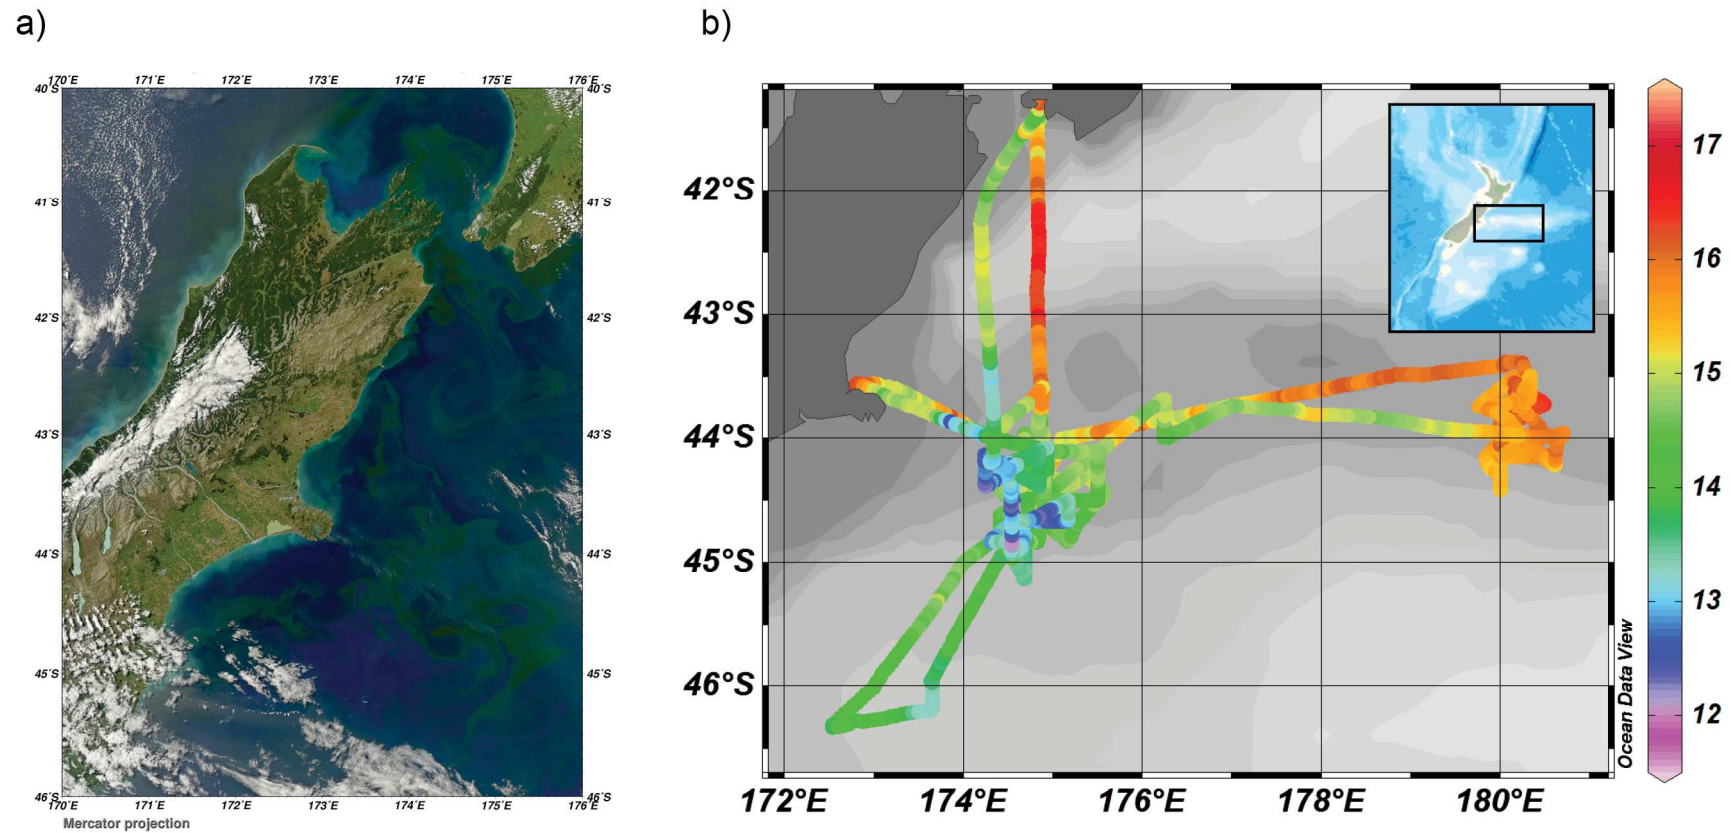 a)
b)
170°E 171°E 172°E 173°E 174°E 175°E 176°E
40°S 40°S
41°S 41°S
42°S 42°S
43°S 43°S
44°S 44°S
45°S 45°S
46°S 46°S
170°E 171°E 172°E 173°E 174°E 175°E 176°E
Mercator projection
42°S
43°S
44°S
45°S
46°S
172°E 174°E 176°E 178°E 180°E
Ocean Data View
17
16
15
14
13
12